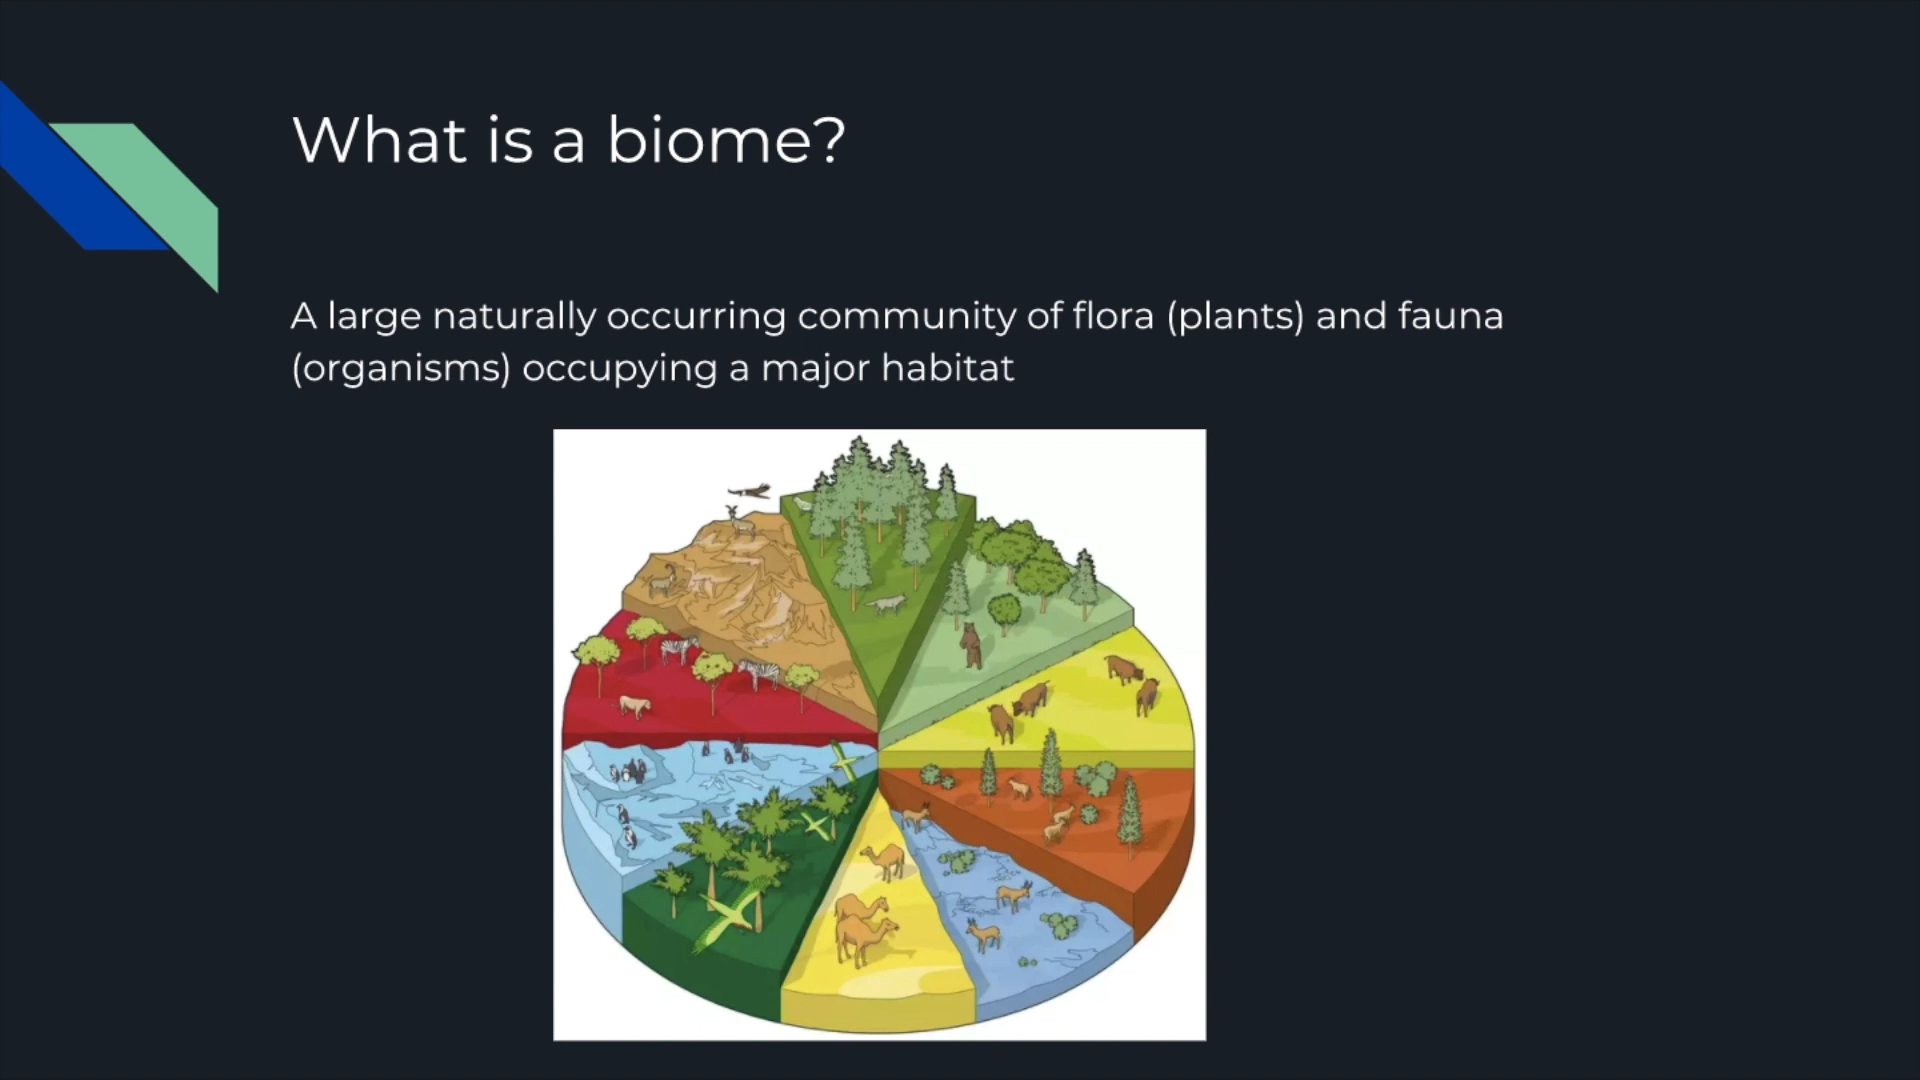 What is a biome?
A large naturally occurring community of flora (plants) and fauna
(organisms) occupying a major habitat